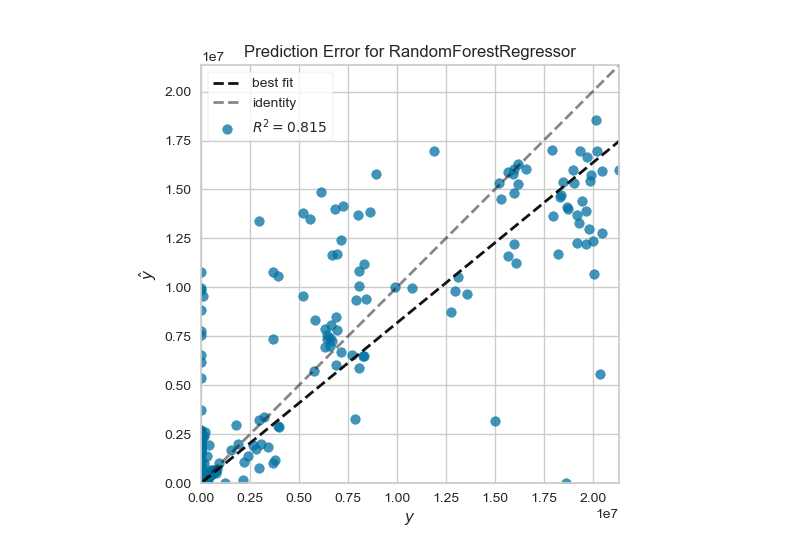 Prediction Error for RandomForestRegressor
1e7
best fit
identity
R² = 0.815
2.00
1.75
1.50
1.25
1.00
0.75
0.50
0.25
0.00
ŷ
0.00 0.25 0.50 0.75 1.00 1.25 1.50 1.75 2.00
1e7
y